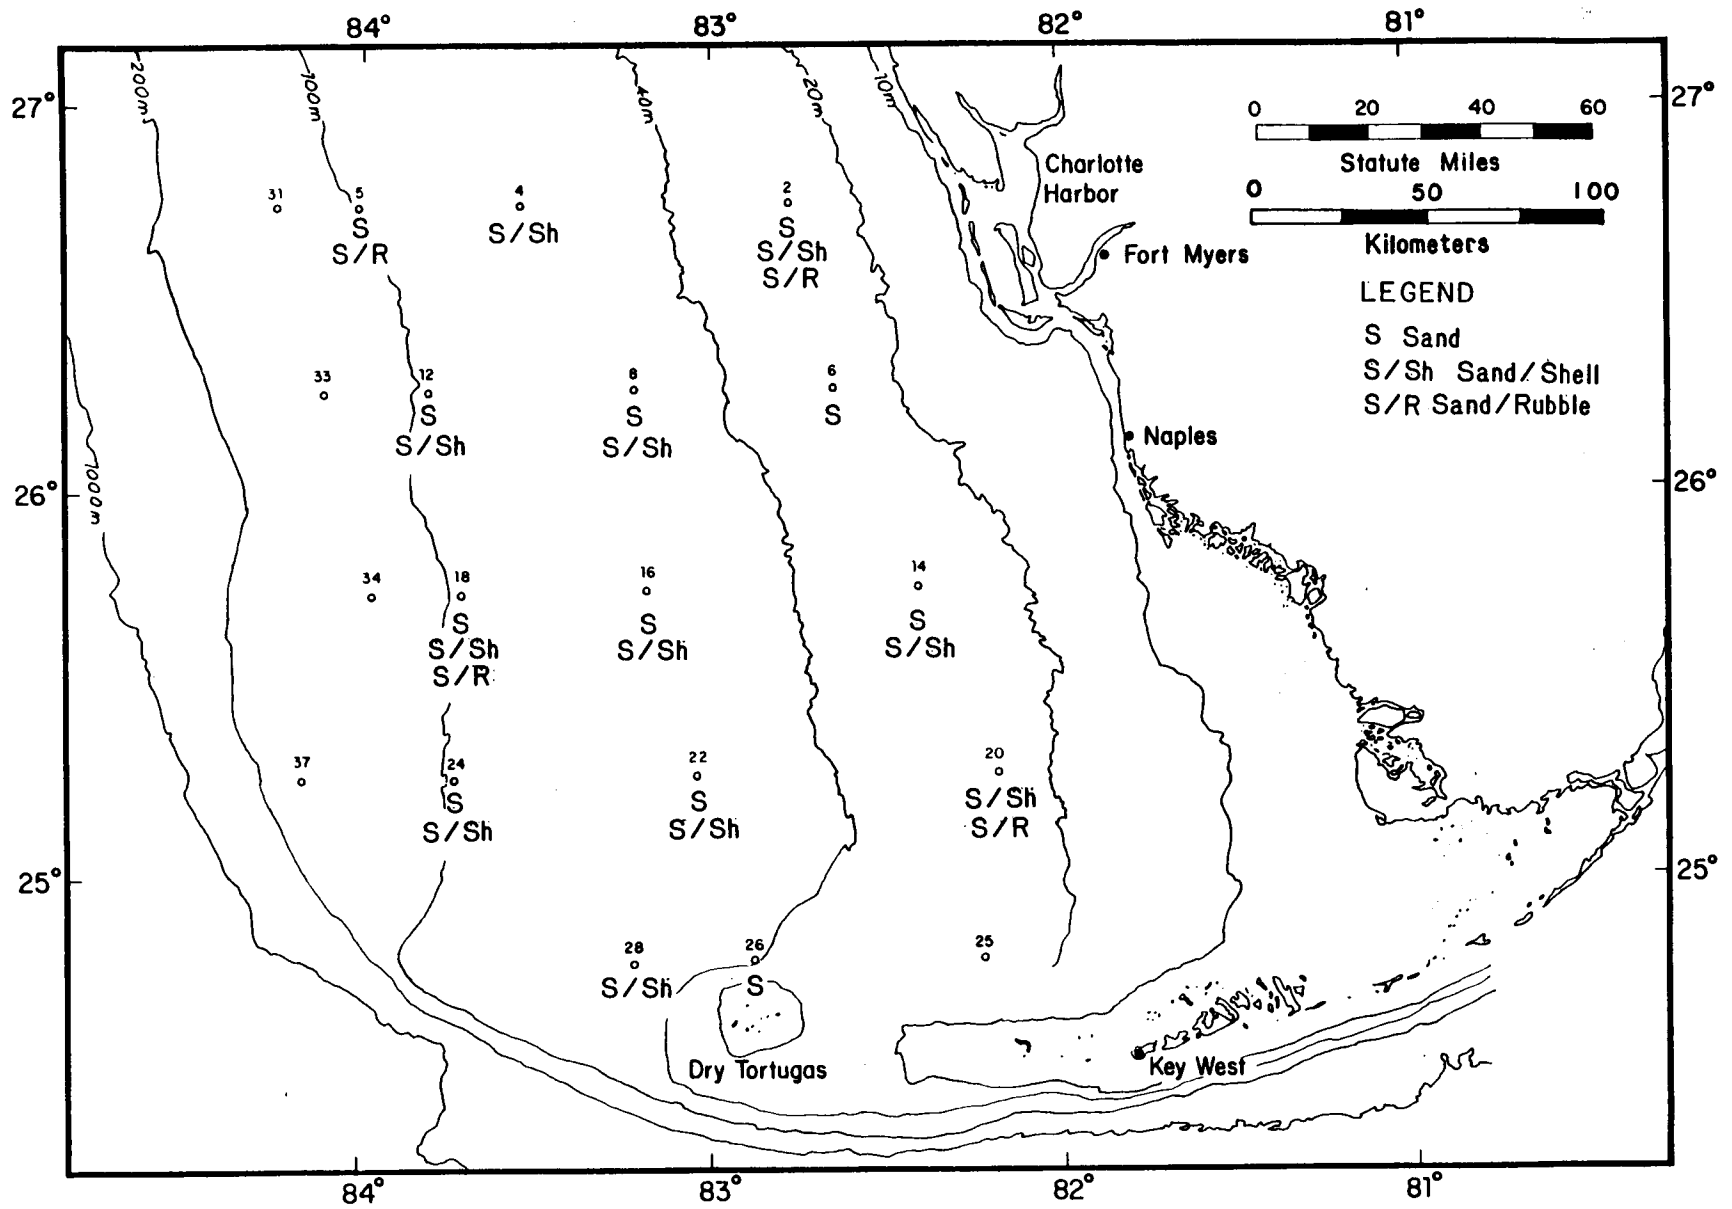 84° 83° 82° 81°
27° 27°
200m 100m 40m 20m 10m
0 20 40 60
Statute Miles
0 50 100
Kilometers
Charlotte
Harbor
Fort Myers
LEGEND
S Sand
S/Sh Sand/Shell
S/R Sand/Rubble
31
5
S
S/R
4
S/Sh
2
S
S/Sh
S/R
33
12
S
S/Sh
8
S
S/Sh
6
S
Naples
1000m
26° 26°
34
18
S
S/Sh
S/R
16
S
S/Sh
14
S
S/Sh
37
24
S
S/Sh
22
S
S/Sh
20
S/Sh
S/R
25° 25°
28
S/Sh
26
S
25
Dry Tortugas
Key West
84° 83° 82° 81°